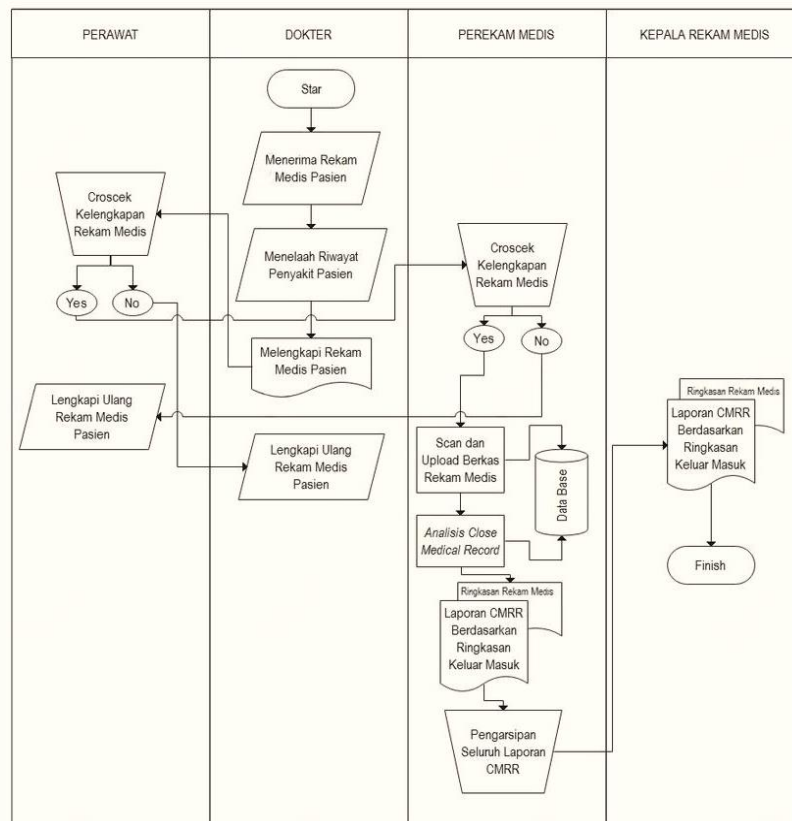 PERAWAT
DOKTER
PEREKAM MEDIS
KEPALA REKAM MEDIS
Star
Menerima Rekam
Medis Pasien
Croscek
Kelengkapan
Rekam Medis
Yes
No
Menelaah Riwayat
Penyakit Pasien
Melengkapi Rekam
Medis Pasien
Croscek
Kelengkapan
Rekam Medis
Yes
No
Lengkapi Ulang
Rekam Medis
Pasien
Lengkapi Ulang
Rekam Medis
Pasien
Scan dan
Upload Berkas
Rekam Medis
Data Base
Analisis Close
Medical Record
Ringkasan Rekam Medis
Laporan CMRR
Berdasarkan
Ringkasan
Keluar Masuk
Pengarsipan
Seluruh Laporan
CMRR
Ringkasan Rekam Medis
Laporan CMRR
Berdasarkan
Ringkasan
Keluar Masuk
Finish